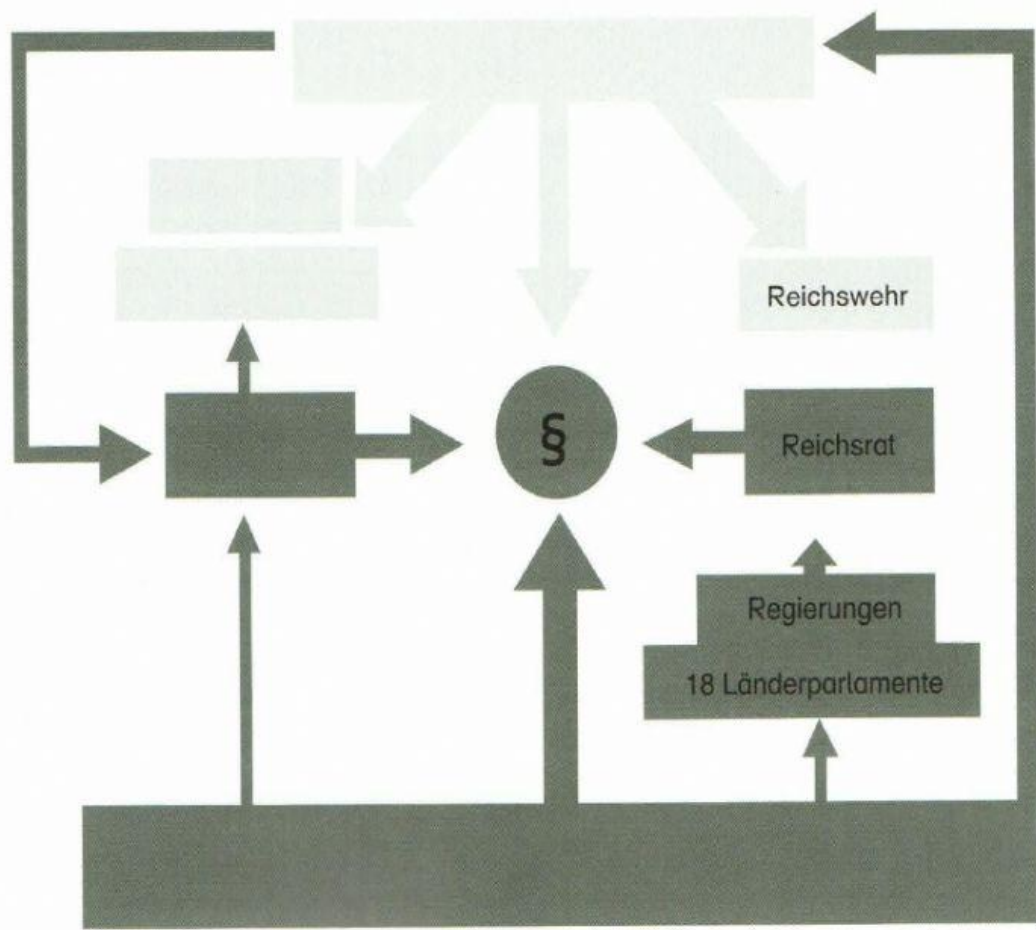 Reichswehr
§
Reichsrat
Regierungen
18 Länderparlamente